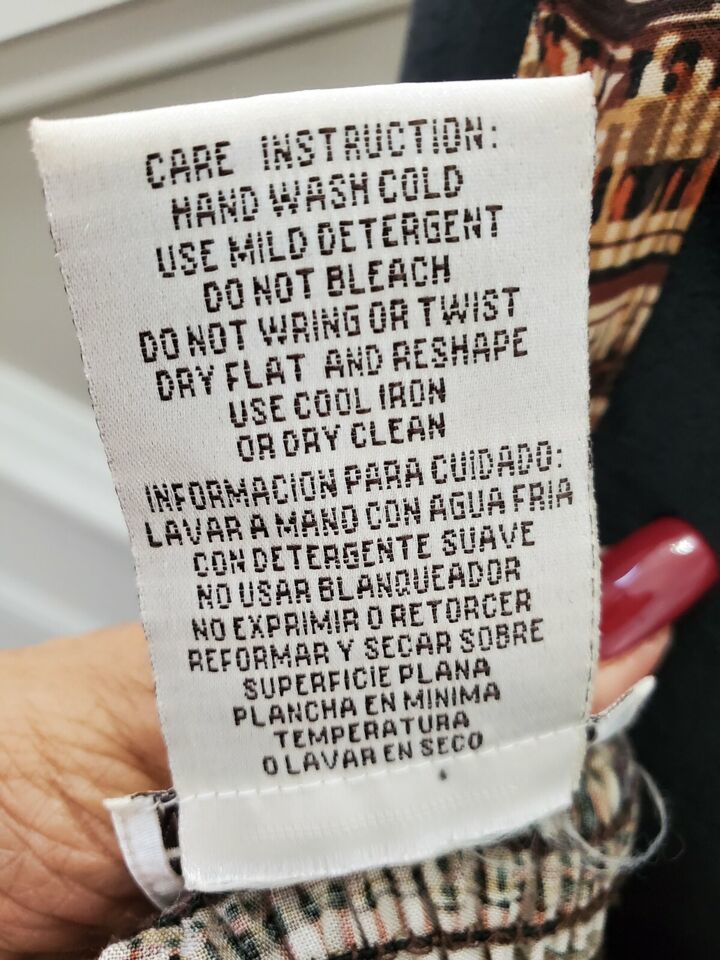 CARE INSTRUCTION:
HAND WASH COLD
USE MILD DETERGENT
DO NOT BLEACH
DO NOT WRING OR TWIST
DRY FLAT AND RESHAPE
USE COOL IRON
OR DRY CLEAN
INFORMACION PARA CUIDADO:
LAVAR A MANO CON AGUA FRIA
CON DETERGENTE SUAVE
NO USAR BLANQUEADOR
NO EXPRIMIR O RETORCER
REFORMAR Y SECAR SOBRE
SUPERFICIE PLANA
PLANCHA EN MINIMA
TEMPERATURA
O LAVAR EN SECO